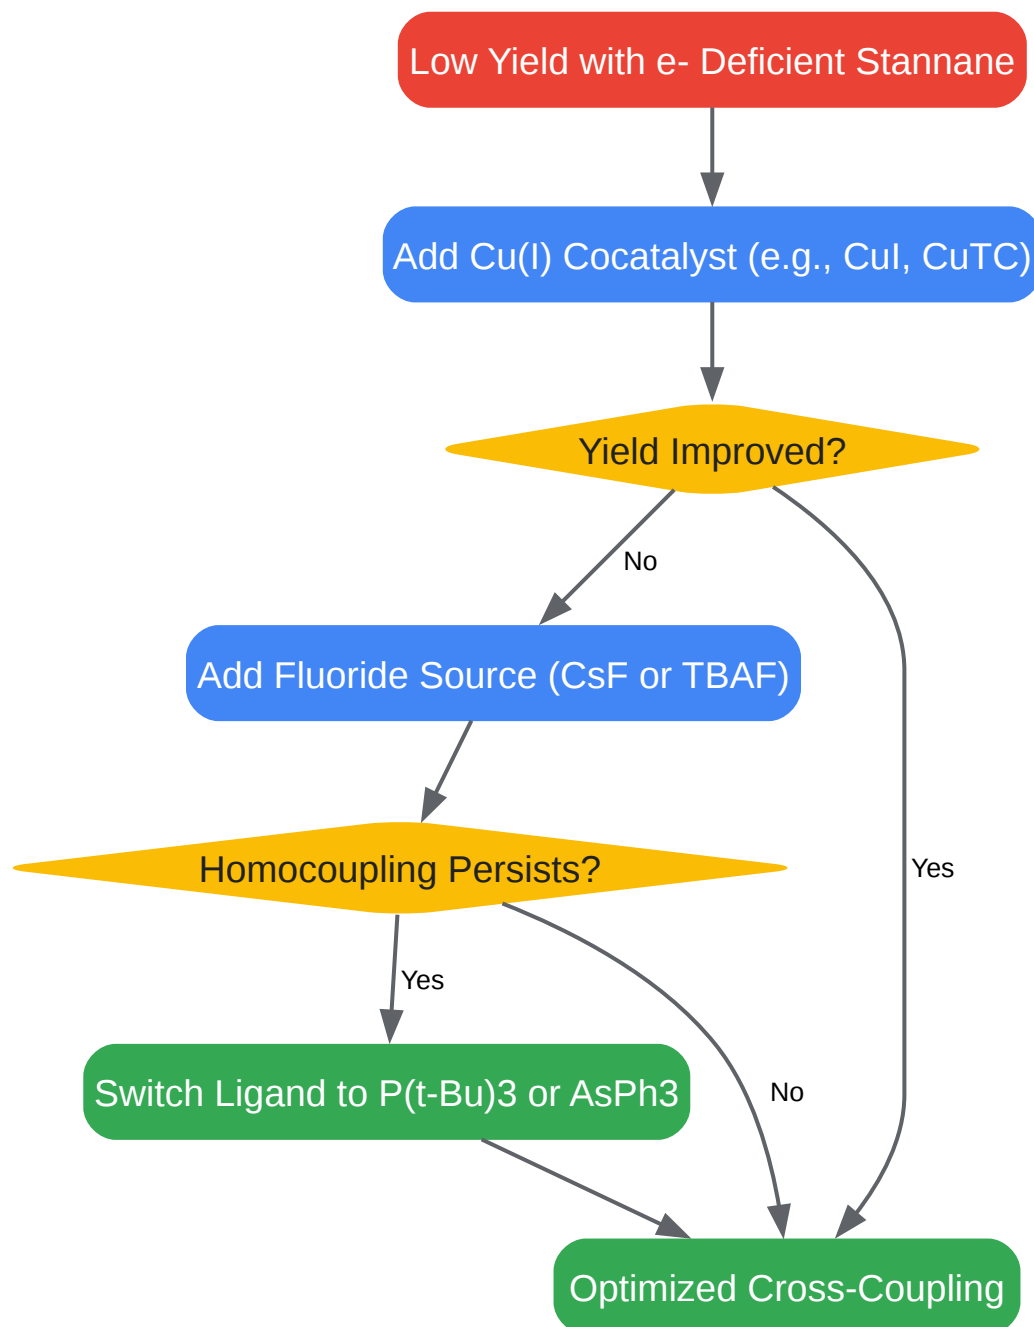 Low Yield with e- Deficient Stannane
Add Cu(I) Cocatalyst (e.g., CuI, CuTC)
Yield Improved?
No
Add Fluoride Source (CsF or TBAF)
Homocoupling Persists?
Yes
Yes
Switch Ligand to P(t-Bu)3 or AsPh3
No
Optimized Cross-Coupling